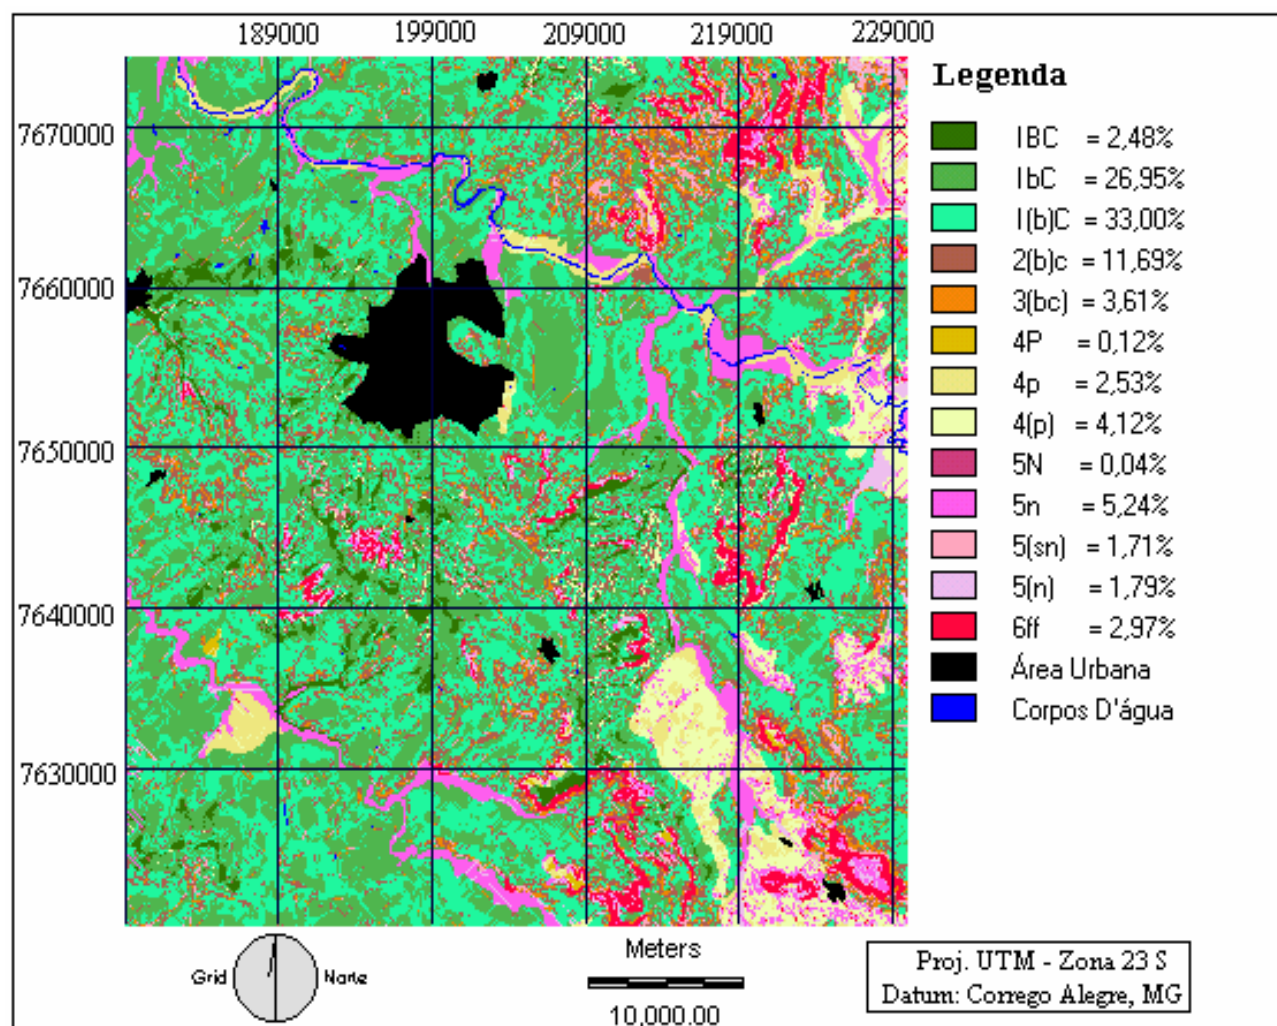 189000 199000 209000 219000 229000
Legenda
7670000
7660000
7650000
7640000
7630000
1BC = 2,48%
1bC = 26,95%
1(b)C = 33,00%
2(b)c = 11,69%
3(bc) = 3,61%
4P = 0,12%
4p = 2,53%
4(p) = 4,12%
5N = 0,04%
5n = 5,24%
5(sn) = 1,71%
5(n) = 1,79%
6ff = 2,97%
Área Urbana
Corpos D'água
Grid Norte
Meters
10,000.00
Proj. UTM - Zona 23 S
Datum: Corrego Alegre, MG